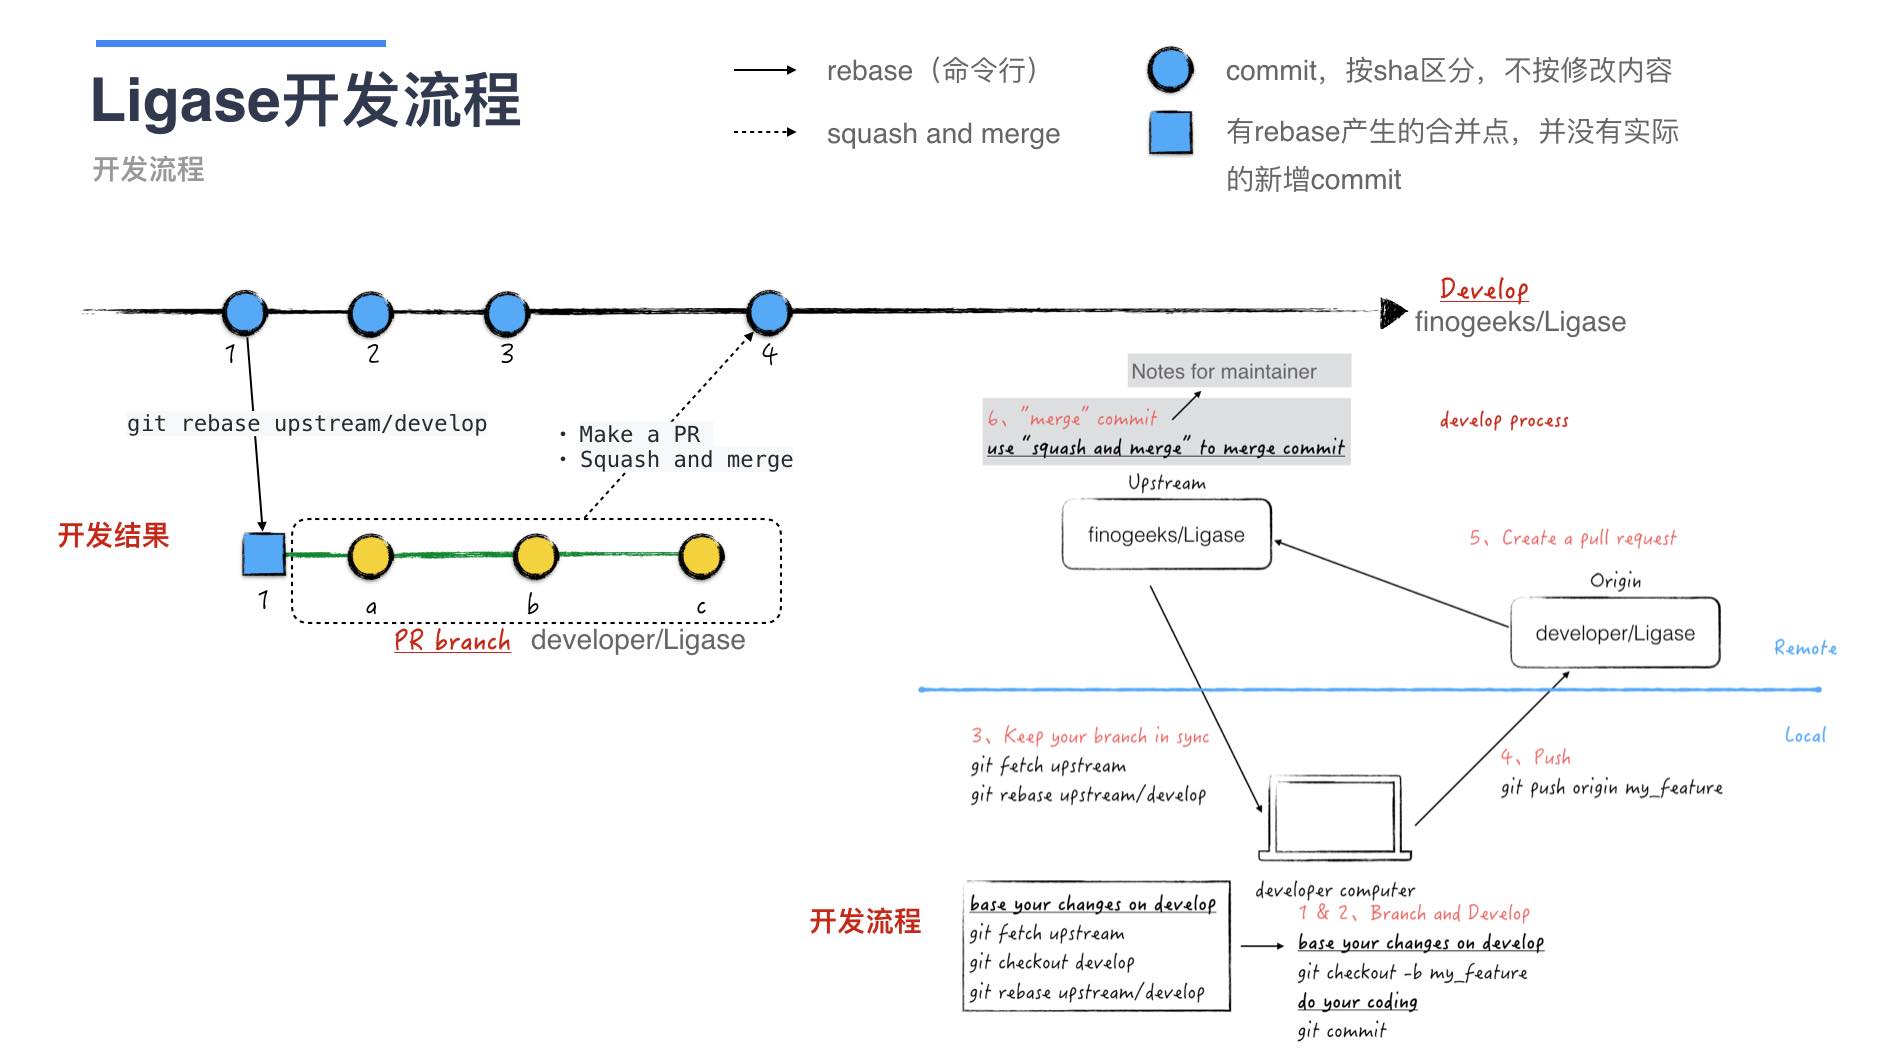 Ligase开发流程
开发流程
rebase（命令行）
squash and merge
commit，按sha区分，不按修改内容
有rebase产生的合并点，并没有实际
的新增commit
Develop
finogeeks/Ligase
1
2
3
4
git rebase upstream/develop
• Make a PR
• Squash and merge
开发结果
1
a
b
c
PR branch developer/Ligase
Notes for maintainer
6、"merge" commit
use "squash and merge" to merge commit
develop process
Upstream
finogeeks/Ligase
5、Create a pull request
Origin
developer/Ligase
Remote
Local
3、Keep your branch in sync
git fetch upstream
git rebase upstream/develop
4、Push
git push origin my_feature
developer computer
开发流程
base your changes on develop
git fetch upstream
git checkout develop
git rebase upstream/develop
1 & 2、Branch and Develop
base your changes on develop
git checkout -b my_feature
do your coding
git commit